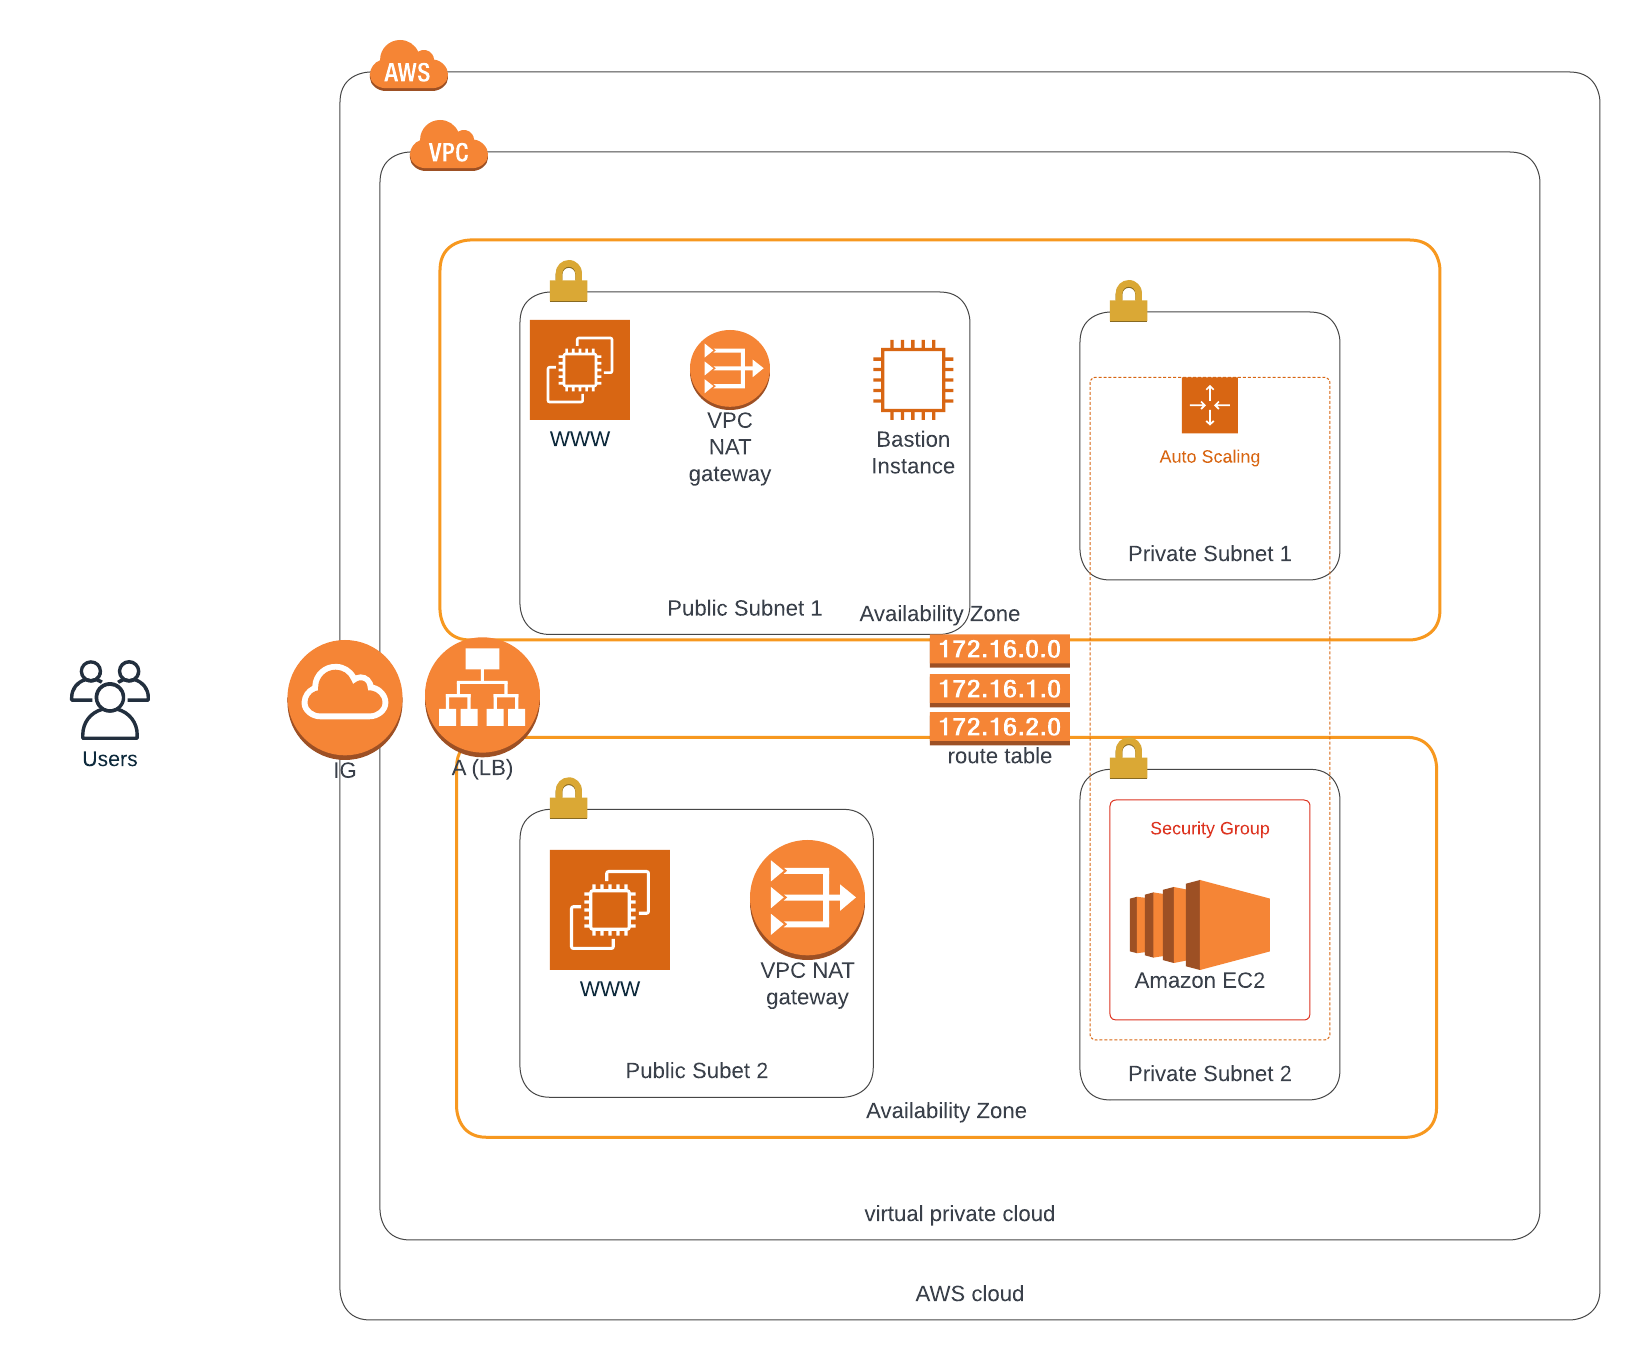 AWS
VPC
WWW
VPC
NAT
gateway
Bastion
Instance
Auto Scaling
Private Subnet 1
Public Subnet 1
Availability Zone
172.16.0.0
172.16.1.0
172.16.2.0
route table
Users
IG
A (LB)
Security Group
WWW
VPC NAT
gateway
Amazon EC2
Public Subet 2
Private Subnet 2
Availability Zone
virtual private cloud
AWS cloud